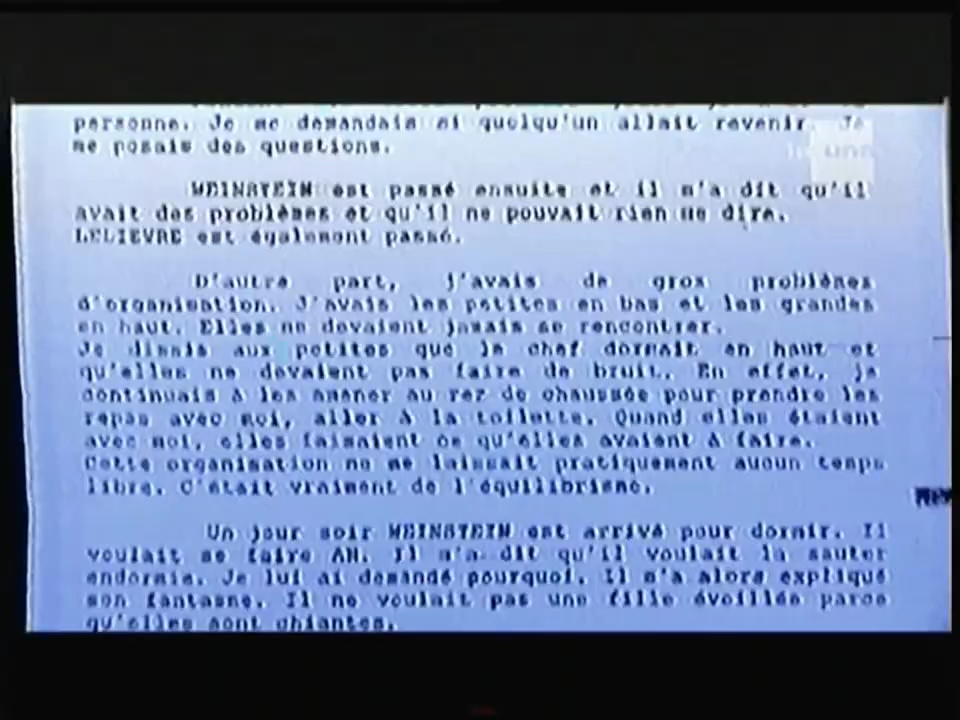 personne. Je me demandais si quelqu'un allait revenir. Je
me posais des questions.
WEINSTEIN est passé ensuite et il m'a dit qu'il
avait des problèmes et qu'il ne pouvait rien me dire.
LELIEVRE est également passé.
D'autre part, j'avais de gros problèmes
d'organisation. J'avais les petites en bas et les grandes
en haut. Elles ne devaient jamais se rencontrer.
Je disais aux petites que le chef dormait en haut et
qu'elles ne devaient pas faire de bruit. En effet, je
continuais à les amener au rez de chaussée pour prendre les
repas avec moi, aller à la toilette. Quand elles étaient
avec moi, elles faisaient ce qu'elles avaient à faire.
Cette organisation ne me laissait pratiquement aucun temps
libre. C'était vraiment de l'équilibrisme.
Un jour soir WEINSTEIN est arrivé pour dormir. Il
voulait se faire AN. Il m'a dit qu'il voulait la sauter
endormie. Je lui ai demandé pourquoi. Il m'a alors expliqué
son fantasme. Il ne voulait pas une fille éveillée parce
qu'elles sont chiantes.